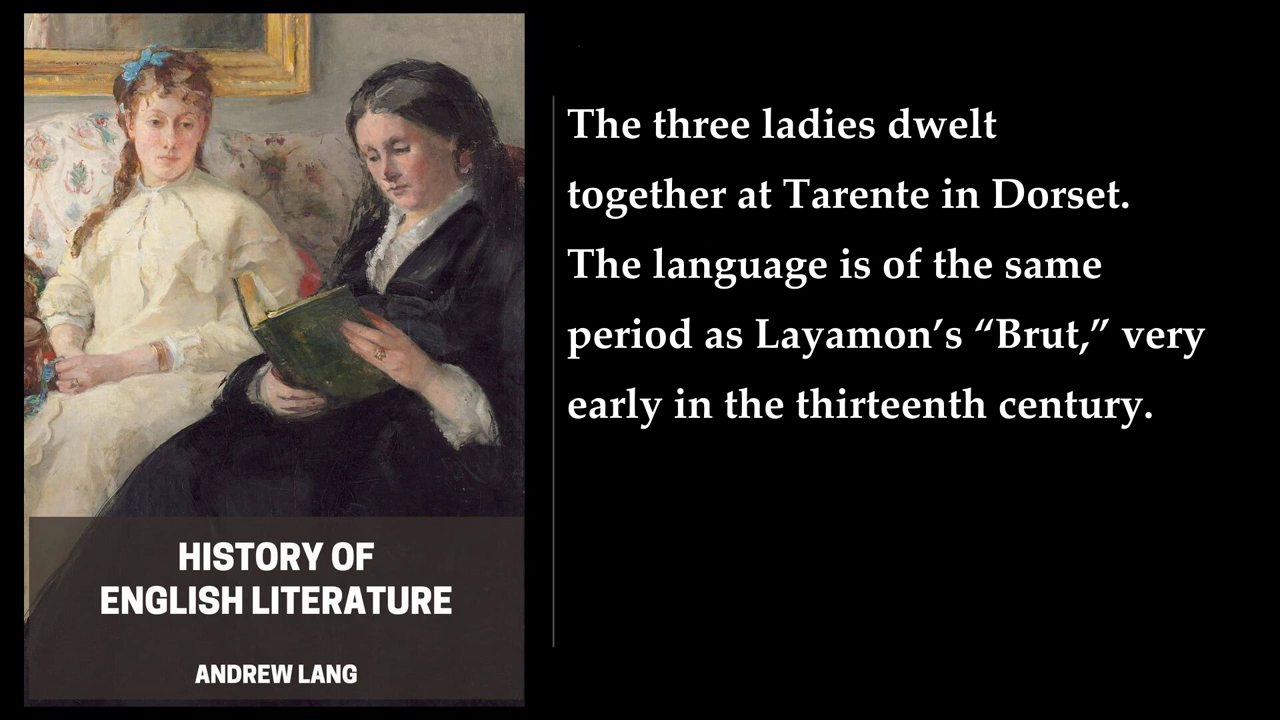 The three ladies dwelt
together at Tarente in Dorset.
The language is of the same
period as Layamon’s “Brut,” very
early in the thirteenth century.
HISTORY OF
ENGLISH LITERATURE
ANDREW LANG